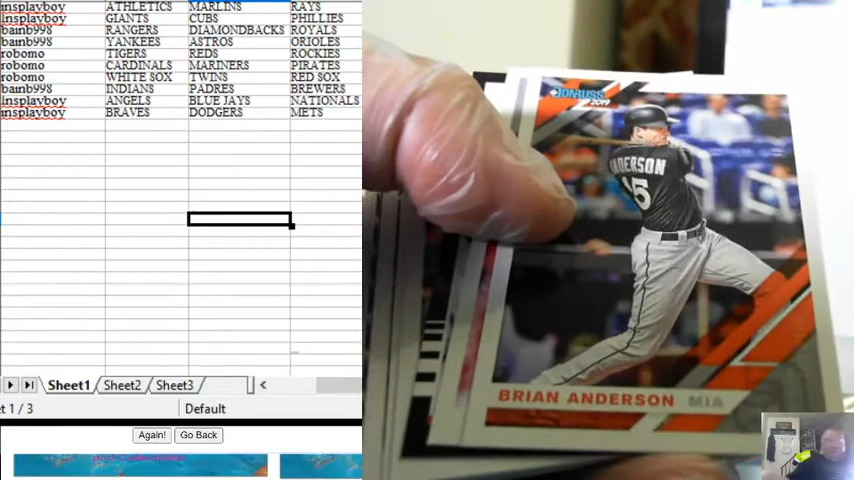 insplayboy ATHLETICS MARLINS RAYS
insplayboy GIANTS CUBS PHILLIES
bainb998 RANGERS DIAMONDBACKS ROYALS
bainb998 YANKEES ASTROS ORIOLES
robomo TIGERS REDS ROCKIES
robomo CARDINALS MARINERS PIRATES
robomo WHITE SOX TWINS RED SOX
bainb998 INDIANS PADRES BREWERS
insplayboy ANGELS BLUE JAYS NATIONALS
insplayboy BRAVES DODGERS METS
Sheet1 Sheet2 Sheet3
et 1 / 3 Default
Again! Go Back
DONRUSS
2019
ANDERSON
15
BRIAN ANDERSON MIA